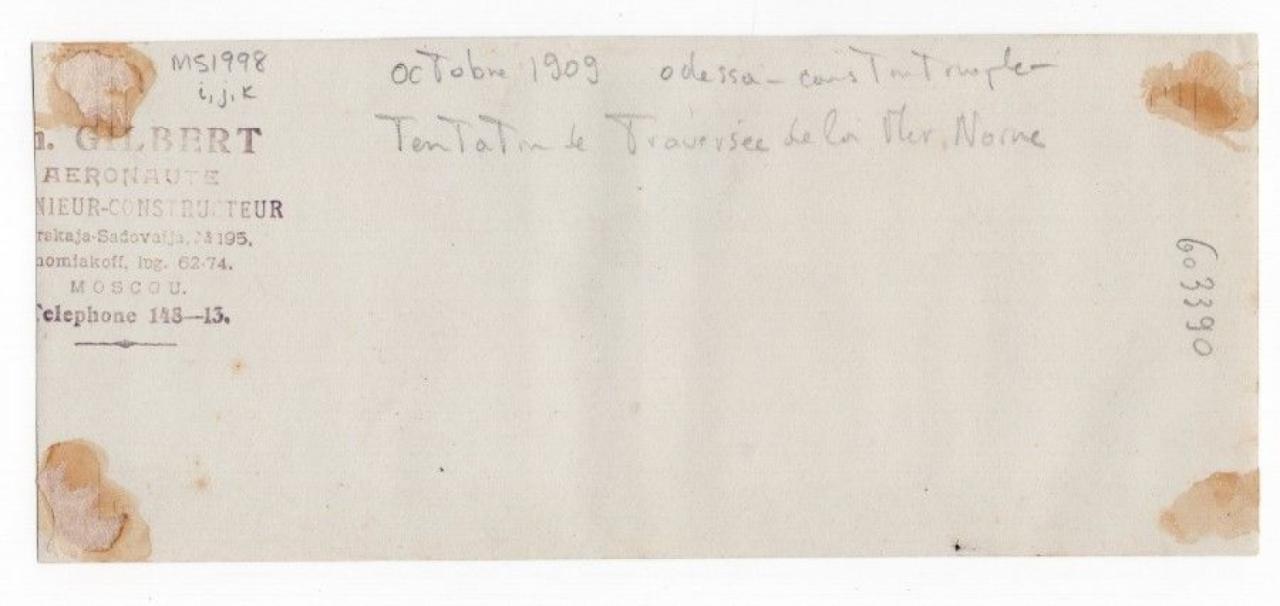 MS1998
i, j, k
octobre 1909 odessa - constantinople -
Tentative de Traversée de la Mer Noire
GILBERT
AERONAUTE
NIEUR-CONSTRUCTEUR
rskaja-Sadovaija, № 195,
homiakoff, log. 62-74.
MOSCOU.
Telephone 148—13.
603390